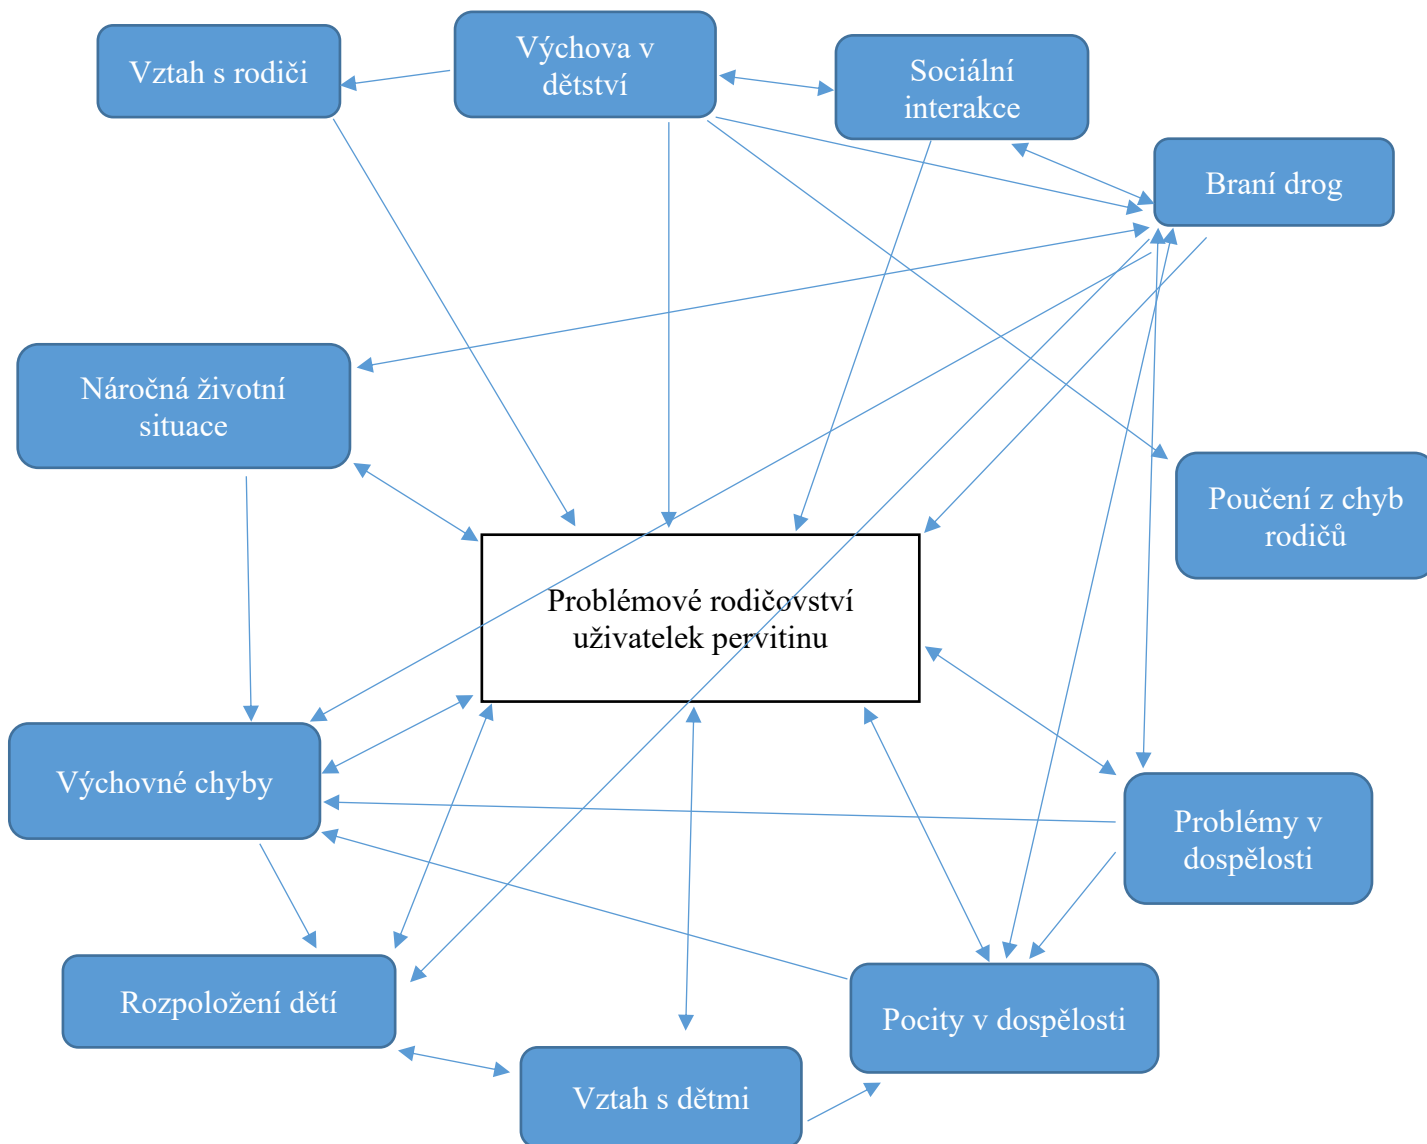 Vztah s rodiči
Výchova v
dětství
Sociální
interakce
Braní drog
Náročná životní
situace
Poučení z chyb
rodičů
Problémové rodičovství
uživatelek pervitinu
Výchovné chyby
Problémy v
dospělosti
Rozpoložení dětí
Pocity v dospělosti
Vztah s dětmi